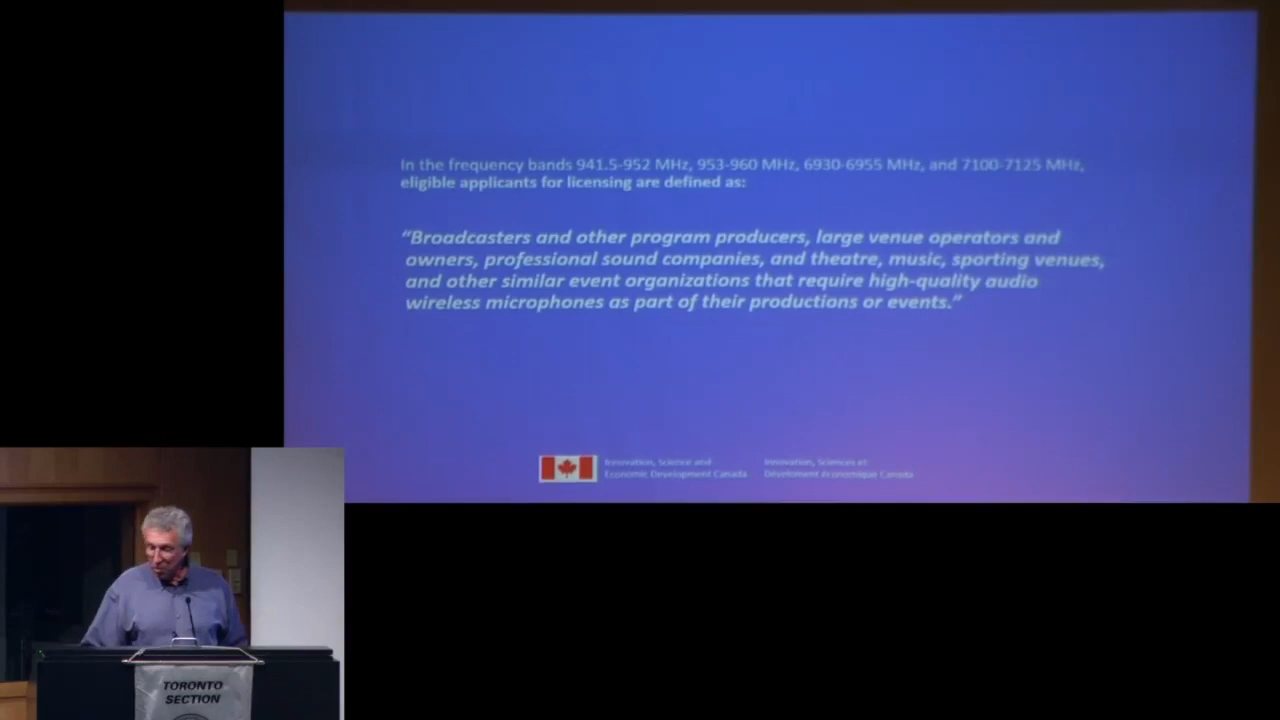 In the frequency bands 941.5-952 MHz, 953-960 MHz, 6930-6955 MHz, and 7100-7125 MHz,
eligible applicants for licensing are defined as:
“Broadcasters and other program producers, large venue operators and
owners, professional sound companies, and theatre, music, sporting venues,
and other similar event organizations that require high-quality audio
wireless microphones as part of their productions or events.”
Innovation, Science and
Economic Development Canada
Innovation, Sciences et
Développement économique Canada
TORONTO
SECTION